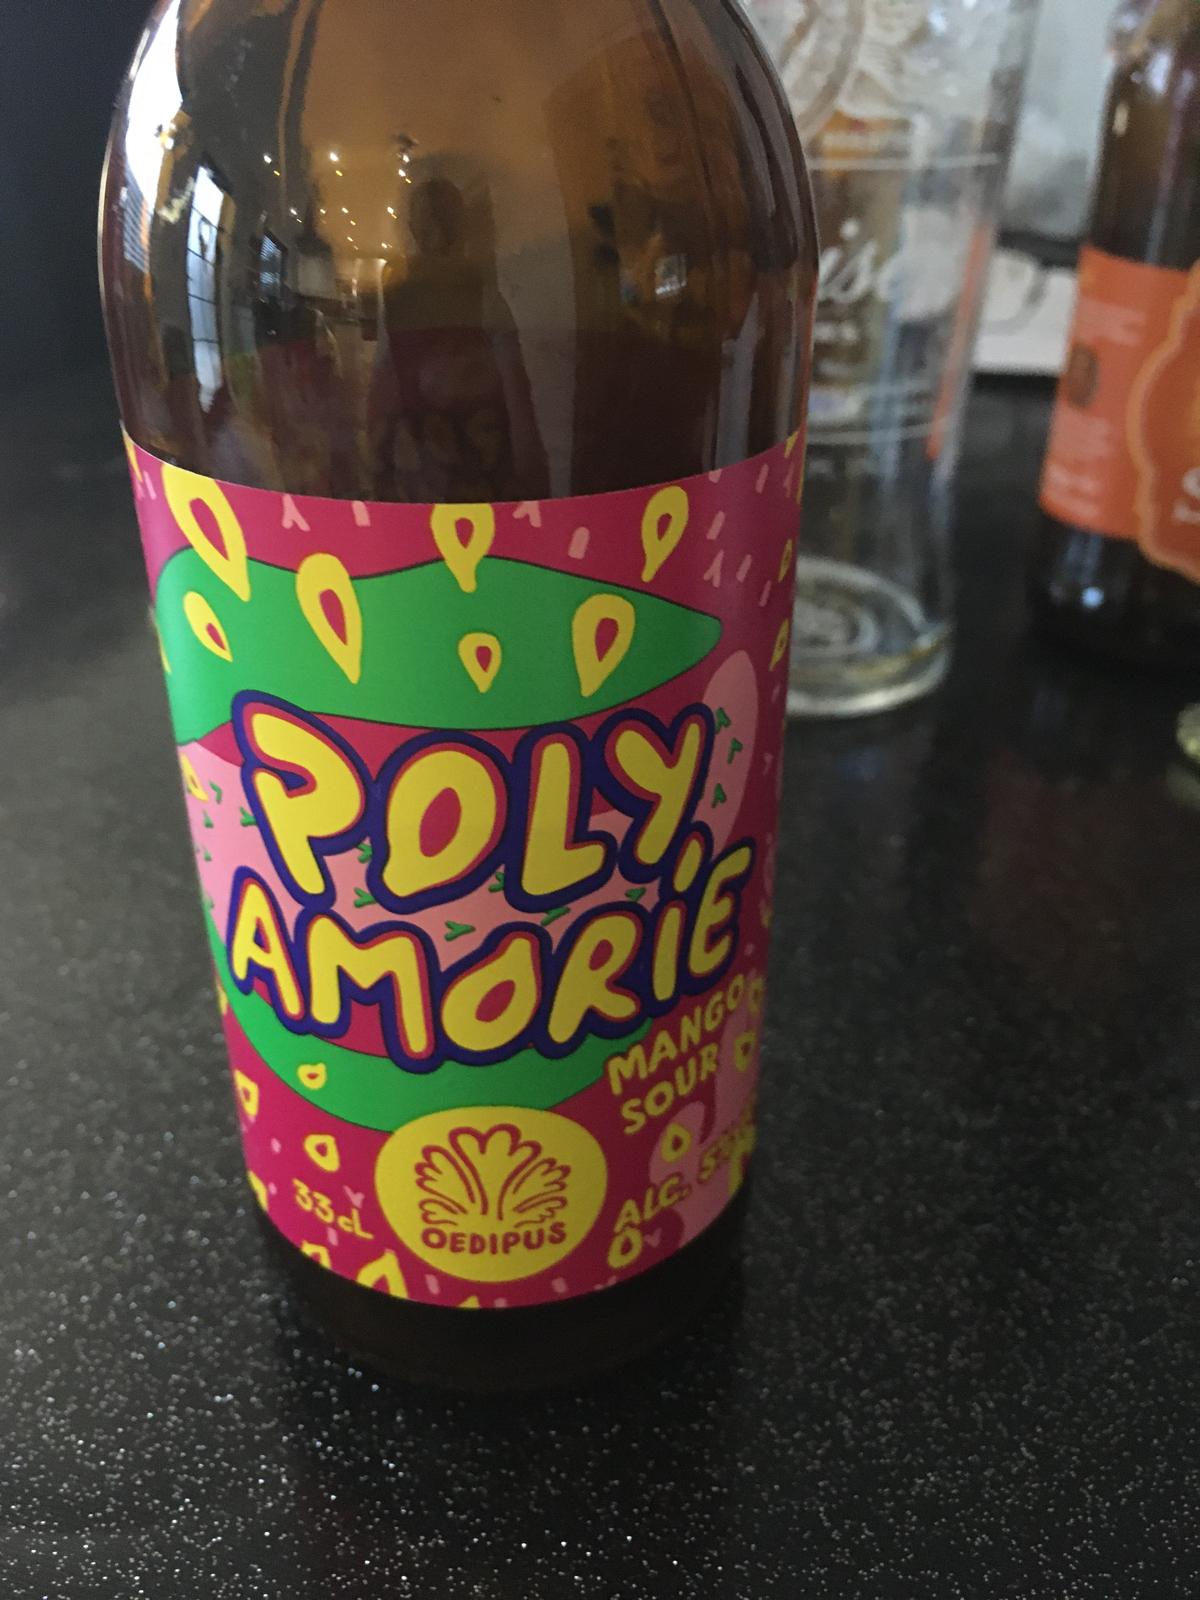 POLY
AMORIE
MANGO
SOUR
33cL
OEDIPUS
ALC.